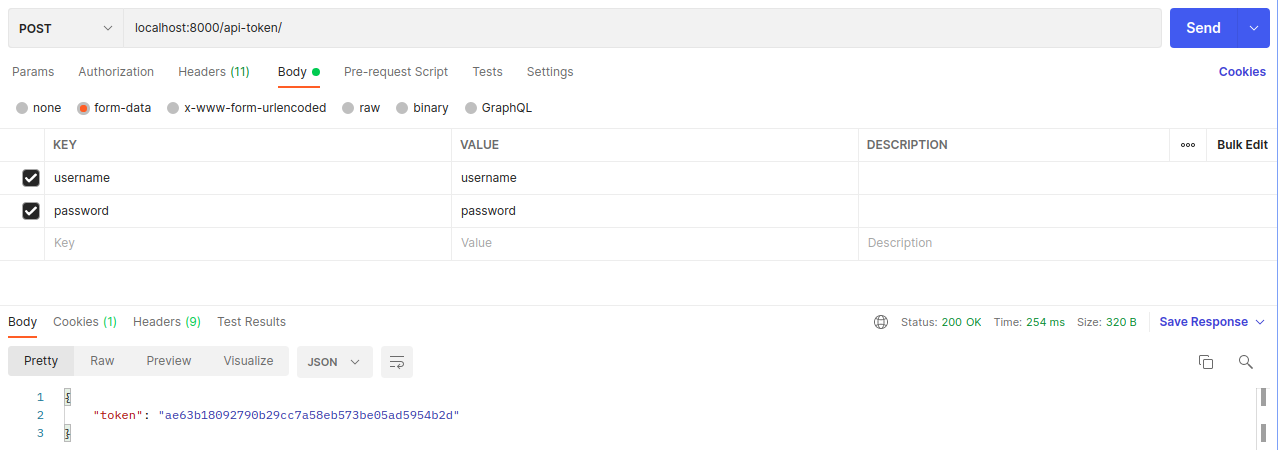 POST localhost:8000/api-token/ Send
Params Authorization Headers (11) Body Pre-request Script Tests Settings Cookies
none form-data x-www-form-urlencoded raw binary GraphQL
KEY VALUE DESCRIPTION ooo Bulk Edit
username username
password password
Key Value Description
Body Cookies (1) Headers (9) Test Results Status: 200 OK Time: 254 ms Size: 320 B Save Response
Pretty Raw Preview Visualize JSON
1 {
2 "token": "ae63b18092790b29cc7a58eb573be05ad5954b2d"
3 }